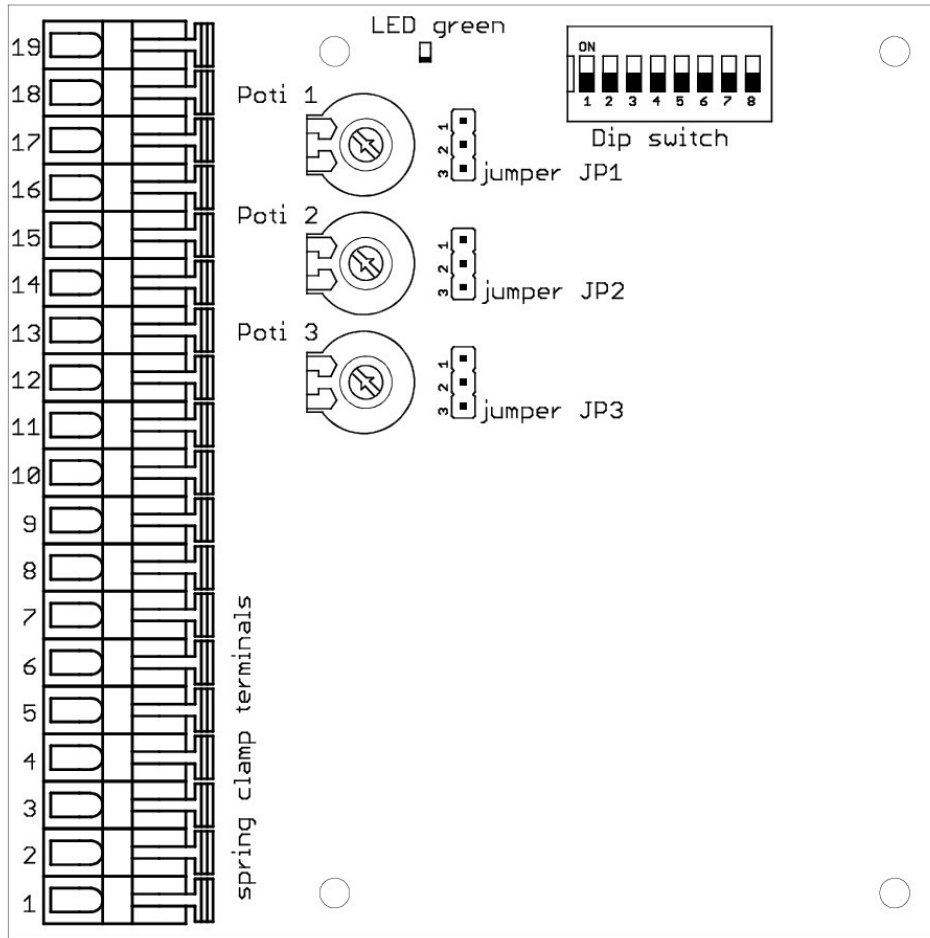 LED green
ON
1 2 3 4 5 6 7 8
Dip switch
Poti 1
1
2
3
jumper JP1
Poti 2
1
2
3
jumper JP2
Poti 3
1
2
3
jumper JP3
19
18
17
16
15
14
13
12
11
10
9
8
7
6
5
4
3
2
1
spring clamp terminals